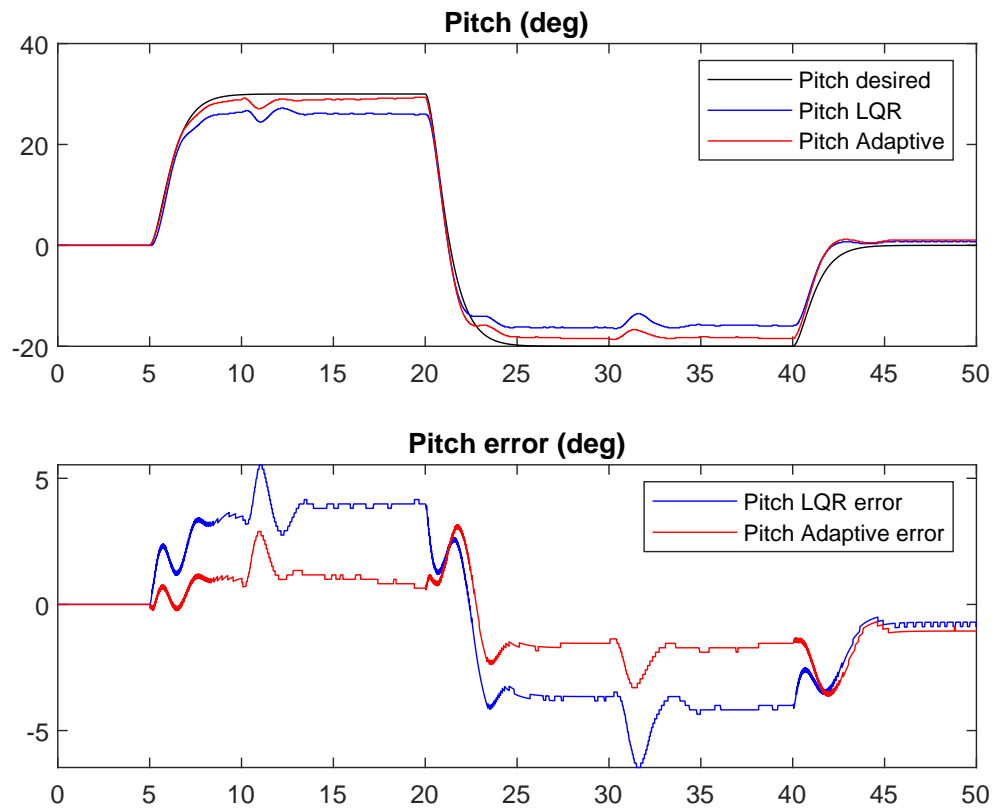 Pitch (deg)
40
20
0
-20
0 5 10 15 20 25 30 35 40 45 50
Pitch desired
Pitch LQR
Pitch Adaptive
Pitch error (deg)
5
0
-5
0 5 10 15 20 25 30 35 40 45 50
Pitch LQR error
Pitch Adaptive error